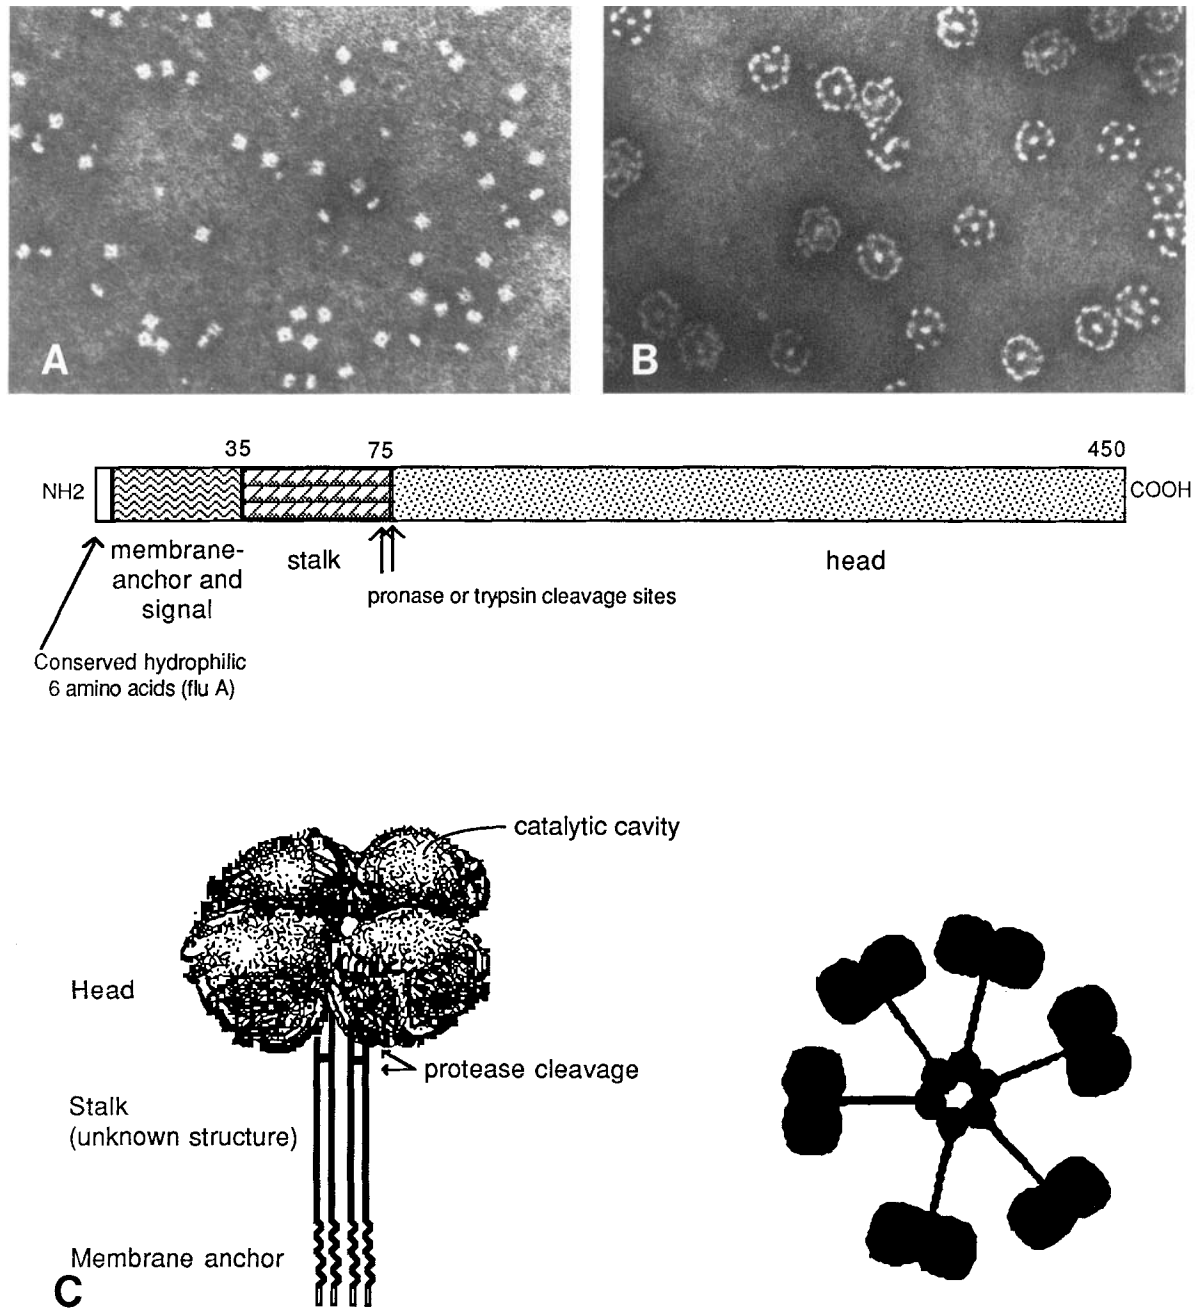 A
B
35
75
450
NH2
COOH
membrane-
anchor and
signal
stalk
head
pronase or trypsin cleavage sites
Conserved hydrophilic
6 amino acids (flu A)
catalytic cavity
Head
protease cleavage
Stalk
(unknown structure)
Membrane anchor
C